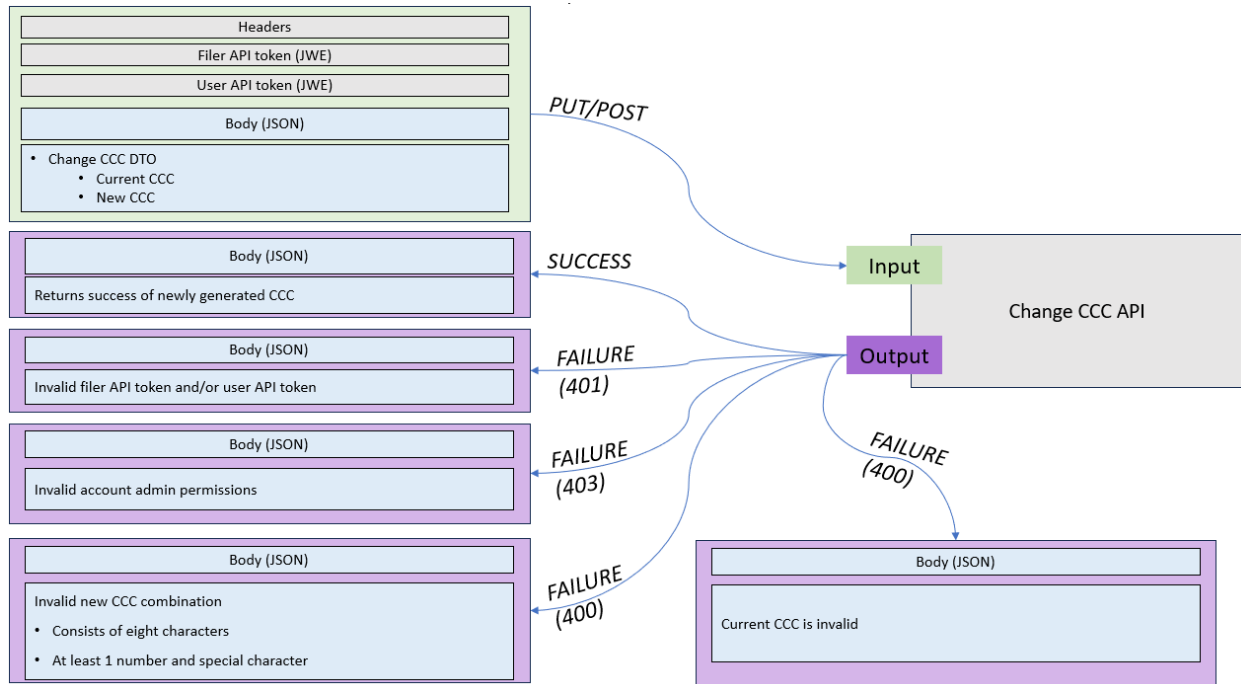 Headers
Filer API token (JWE)
User API token (JWE)
Body (JSON)
• Change CCC DTO
• Current CCC
• New CCC
PUT/POST
Input
Change CCC API
Output
SUCCESS
Body (JSON)
Returns success of newly generated CCC
FAILURE
(401)
Body (JSON)
Invalid filer API token and/or user API token
FAILURE
(403)
Body (JSON)
Invalid account admin permissions
FAILURE
(400)
Body (JSON)
Invalid new CCC combination
• Consists of eight characters
• At least 1 number and special character
FAILURE
(400)
Body (JSON)
Current CCC is invalid